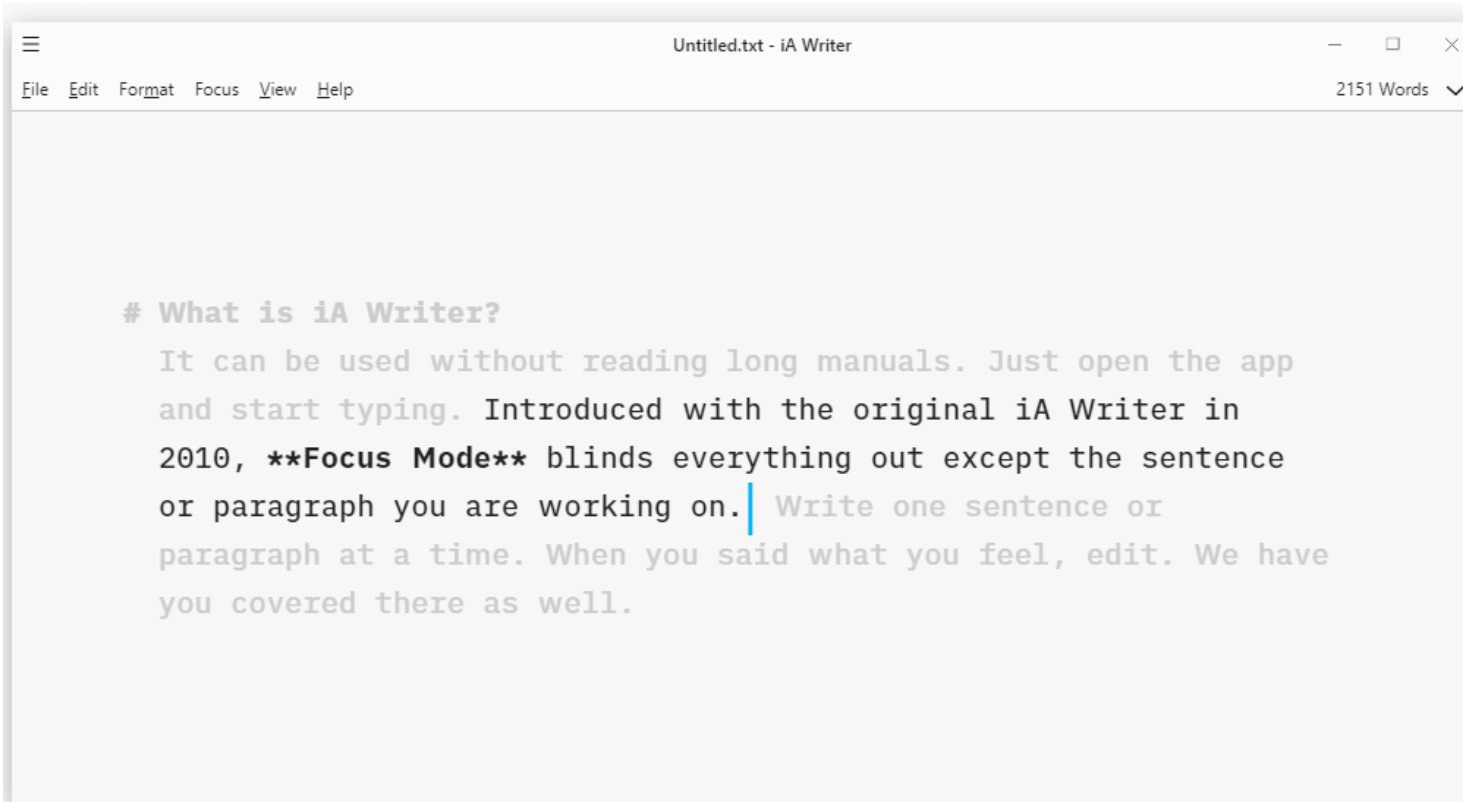 Untitled.txt - iA Writer
File Edit Format Focus View Help 2151 Words
# What is iA Writer?
It can be used without reading long manuals. Just open the app
and start typing. Introduced with the original iA Writer in
2010, **Focus Mode** blinds everything out except the sentence
or paragraph you are working on. Write one sentence or
paragraph at a time. When you said what you feel, edit. We have
you covered there as well.